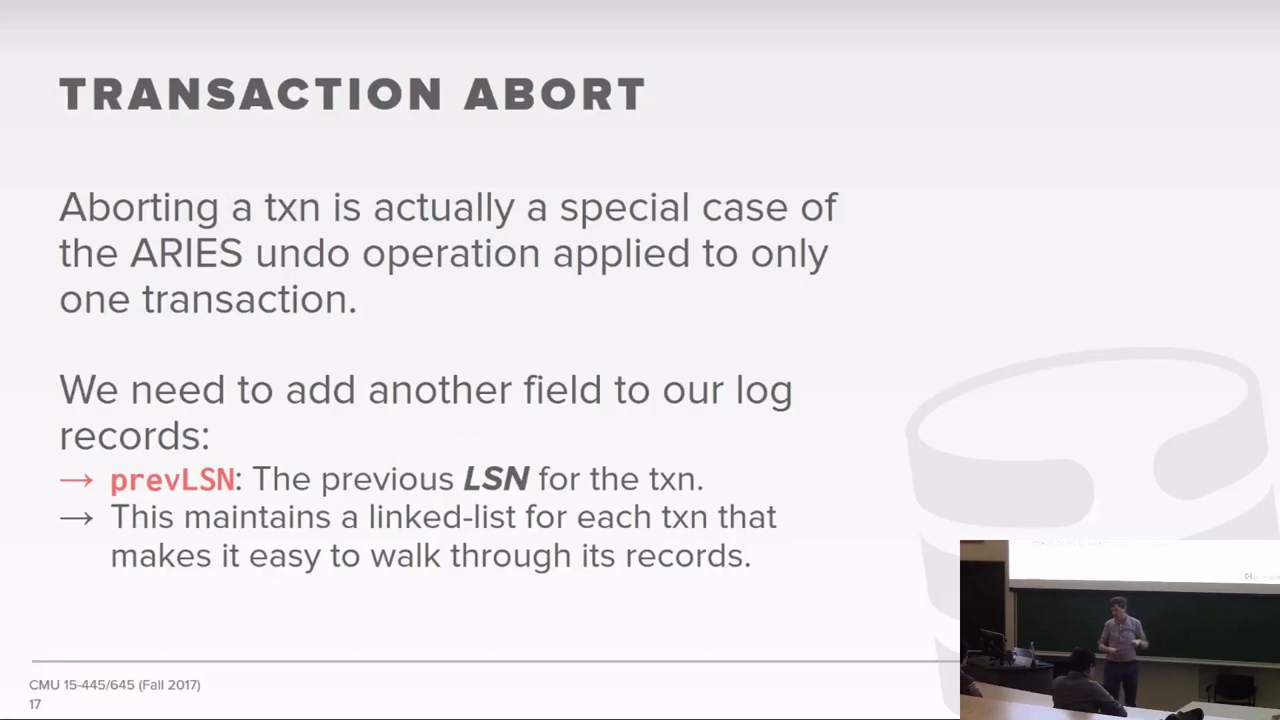 TRANSACTION ABORT
Aborting a txn is actually a special case of
the ARIES undo operation applied to only
one transaction.
We need to add another field to our log
records:
→ prevLSN: The previous LSN for the txn.
→ This maintains a linked-list for each txn that
makes it easy to walk through its records.
CMU 15-445/645 (Fall 2017)
17